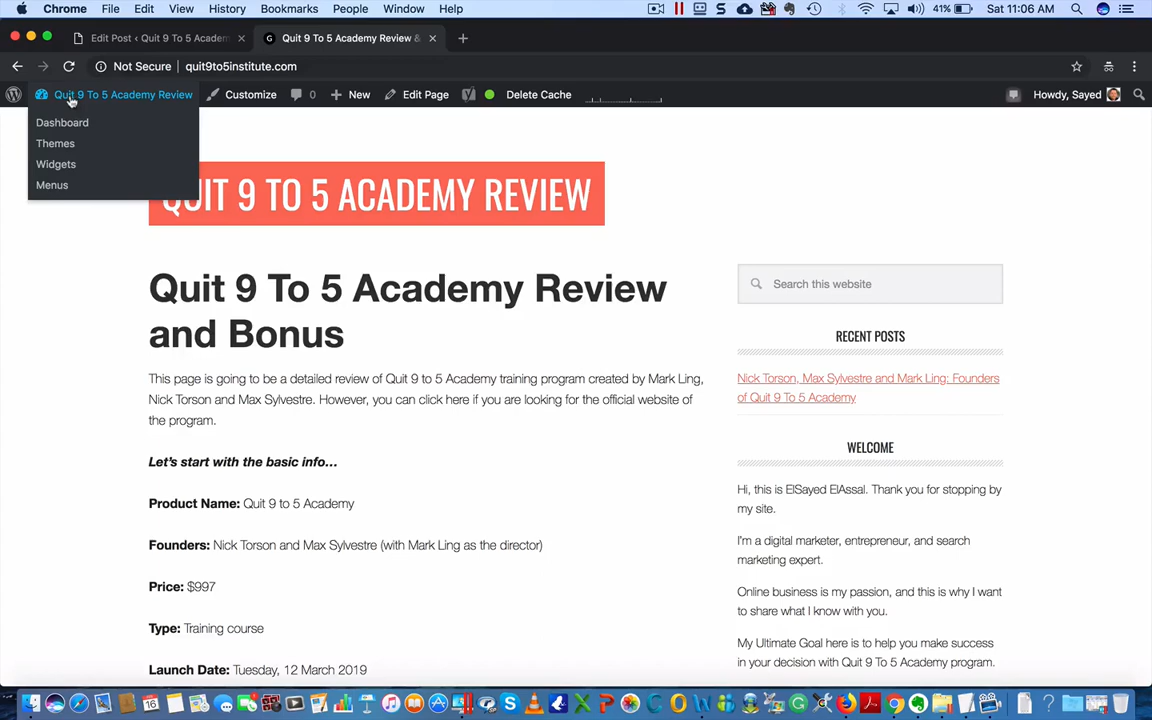 Chrome File Edit View History Bookmarks People Window Help 41% Sat 11:06 AM
Edit Post ‹ Quit 9 To 5 Academ × Quit 9 To 5 Academy Review & × +
Not Secure | quit9to5institute.com
Quit 9 To 5 Academy Review Customize 0 + New Edit Page Delete Cache Howdy, Sayed
Dashboard
Themes
Widgets
Menus
QUIT 9 TO 5 ACADEMY REVIEW
Quit 9 To 5 Academy Review
and Bonus
This page is going to be a detailed review of Quit 9 to 5 Academy training program created by Mark Ling,
Nick Torson and Max Sylvestre. However, you can click here if you are looking for the official website of
the program.
Let's start with the basic info...
Product Name: Quit 9 to 5 Academy
Founders: Nick Torson and Max Sylvestre (with Mark Ling as the director)
Price: $997
Type: Training course
Launch Date: Tuesday, 12 March 2019
Search this website
RECENT POSTS
Nick Torson, Max Sylvestre and Mark Ling: Founders
of Quit 9 To 5 Academy
WELCOME
Hi, this is ElSayed ElAssal. Thank you for stopping by
my site.
I'm a digital marketer, entrepreneur, and search
marketing expert.
Online business is my passion, and this is why I want
to share what I know with you.
My Ultimate Goal here is to help you make success
in your decision with Quit 9 To 5 Academy program.